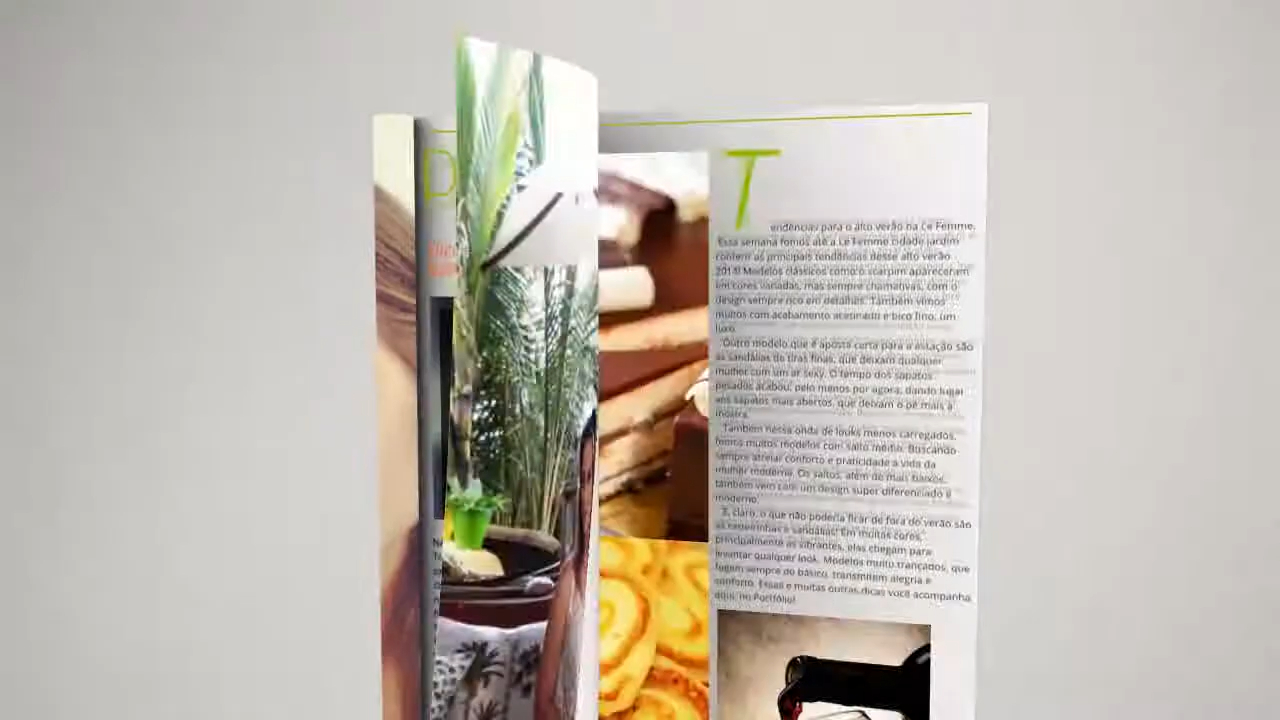 P
T
endências para o alto verão na Le Femme.
Essa semana fomos até a Le Femme cidade jardim
conferir as principais tendências desse alto verão
2014! Modelos clássicos como o scarpim aparecem
em cores variadas, mas sempre chamativas, com o
design sempre rico em detalhes. Também vimos
muitos com acabamento acetinado e bico fino, um
luxo.
Outro modelo que é aposta certa para a estação são
as sandálias de tiras finas, que deixam qualquer
mulher com um ar sexy. O tempo dos sapatos
pesados acabou, pelo menos por agora, dando lugar
aos sapatos mais abertos, que deixam o pé mais à
mostra.
Também nessa onda de looks menos carregados,
fomos muitos modelos com salto médio. Buscando
sempre atrelar conforto e praticidade a vida da
mulher moderna. Os saltos, além de mais baixos,
também vem com um design super diferenciado e
moderno.
E, claro, o que não poderia ficar de fora do verão são
as rasteirinhas e sandálias! Em muitos cores,
principalmente as vibrantes, elas chegam para
levantar qualquer look. Modelos muito trançados, que
fogem sempre do básico, transmitem alegria e
conforto. Essas e muitas outras dicas você acompanha
aqui, no Portfólio!